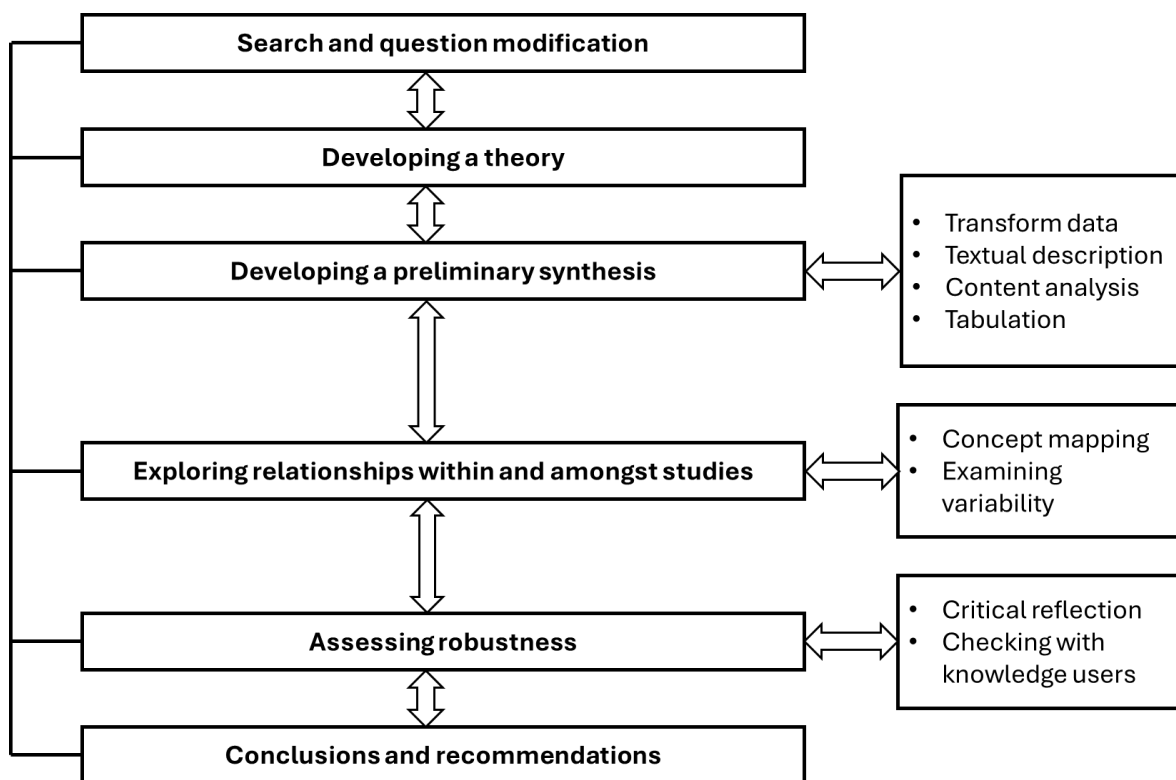 Search and question modification
Developing a theory
Developing a preliminary synthesis
• Transform data
• Textual description
• Content analysis
• Tabulation
Exploring relationships within and amongst studies
• Concept mapping
• Examining
variability
Assessing robustness
• Critical reflection
• Checking with
knowledge users
Conclusions and recommendations